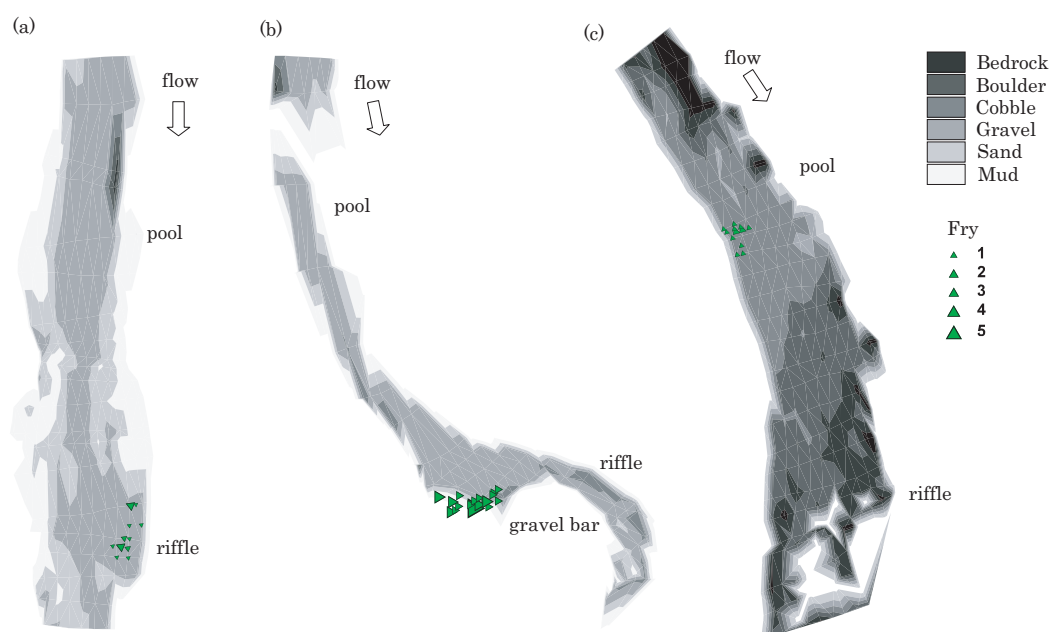 (a)
flow
pool
riffle
(b)
flow
pool
riffle
gravel bar
(c)
flow
pool
riffle
Bedrock
Boulder
Cobble
Gravel
Sand
Mud
Fry
1
2
3
4
5